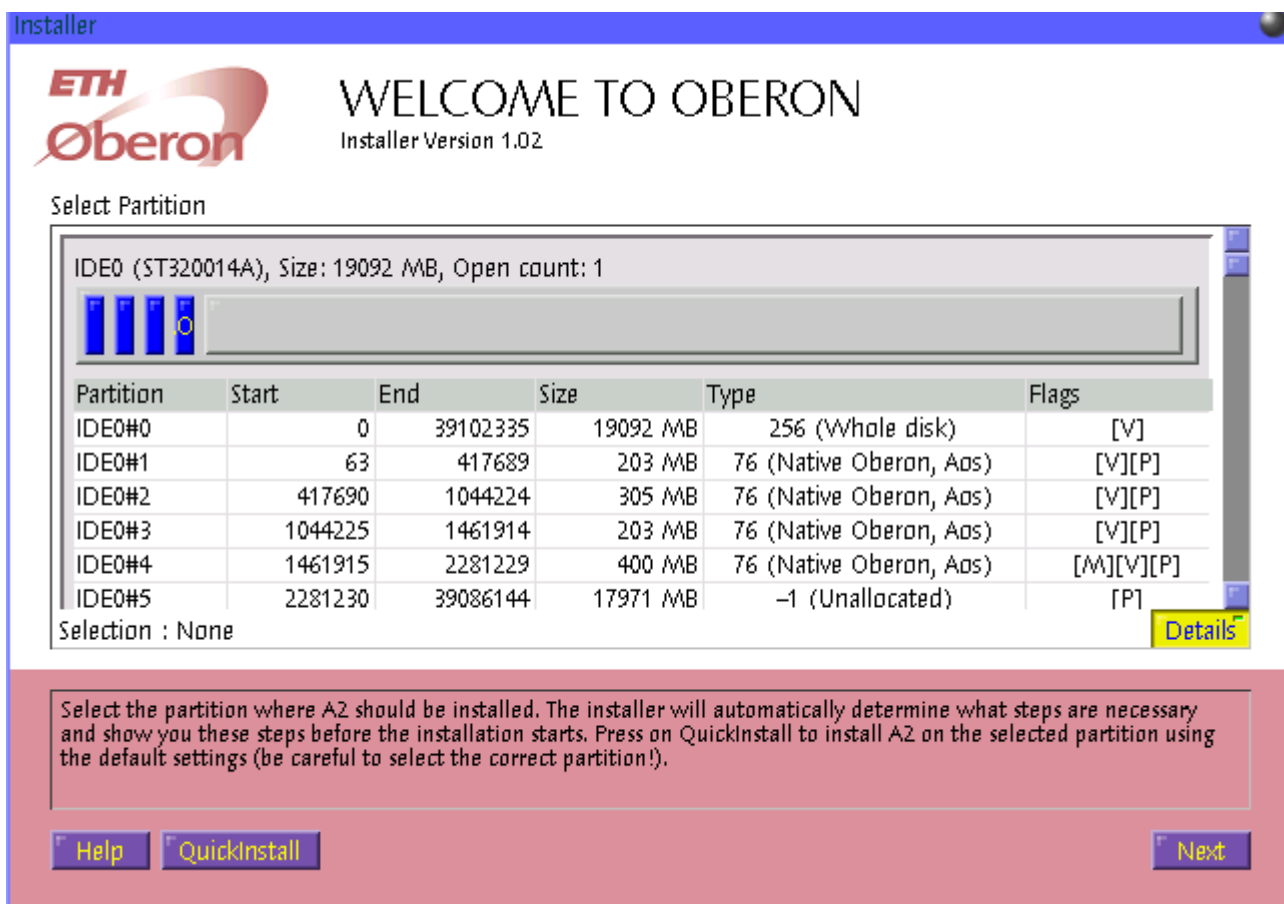 Installer
ETH
Oberon
WELCOME TO OBERON
Installer Version 1.02
Select Partition
IDE0 (ST320014A), Size: 19092 MB, Open count: 1
O
Partition Start End Size Type Flags
IDE0#0 0 39102335 19092 MB 256 (Whole disk) [V]
IDE0#1 63 417689 203 MB 76 (Native Oberon, Aos) [V][P]
IDE0#2 417690 1044224 305 MB 76 (Native Oberon, Aos) [V][P]
IDE0#3 1044225 1461914 203 MB 76 (Native Oberon, Aos) [V][P]
IDE0#4 1461915 2281229 400 MB 76 (Native Oberon, Aos) [M][V][P]
IDE0#5 2281230 39086144 17971 MB –1 (Unallocated) [P]
Selection : None Details
Select the partition where A2 should be installed. The installer will automatically determine what steps are necessary
and show you these steps before the installation starts. Press on QuickInstall to install A2 on the selected partition using
the default settings (be careful to select the correct partition!).
Help QuickInstall Next